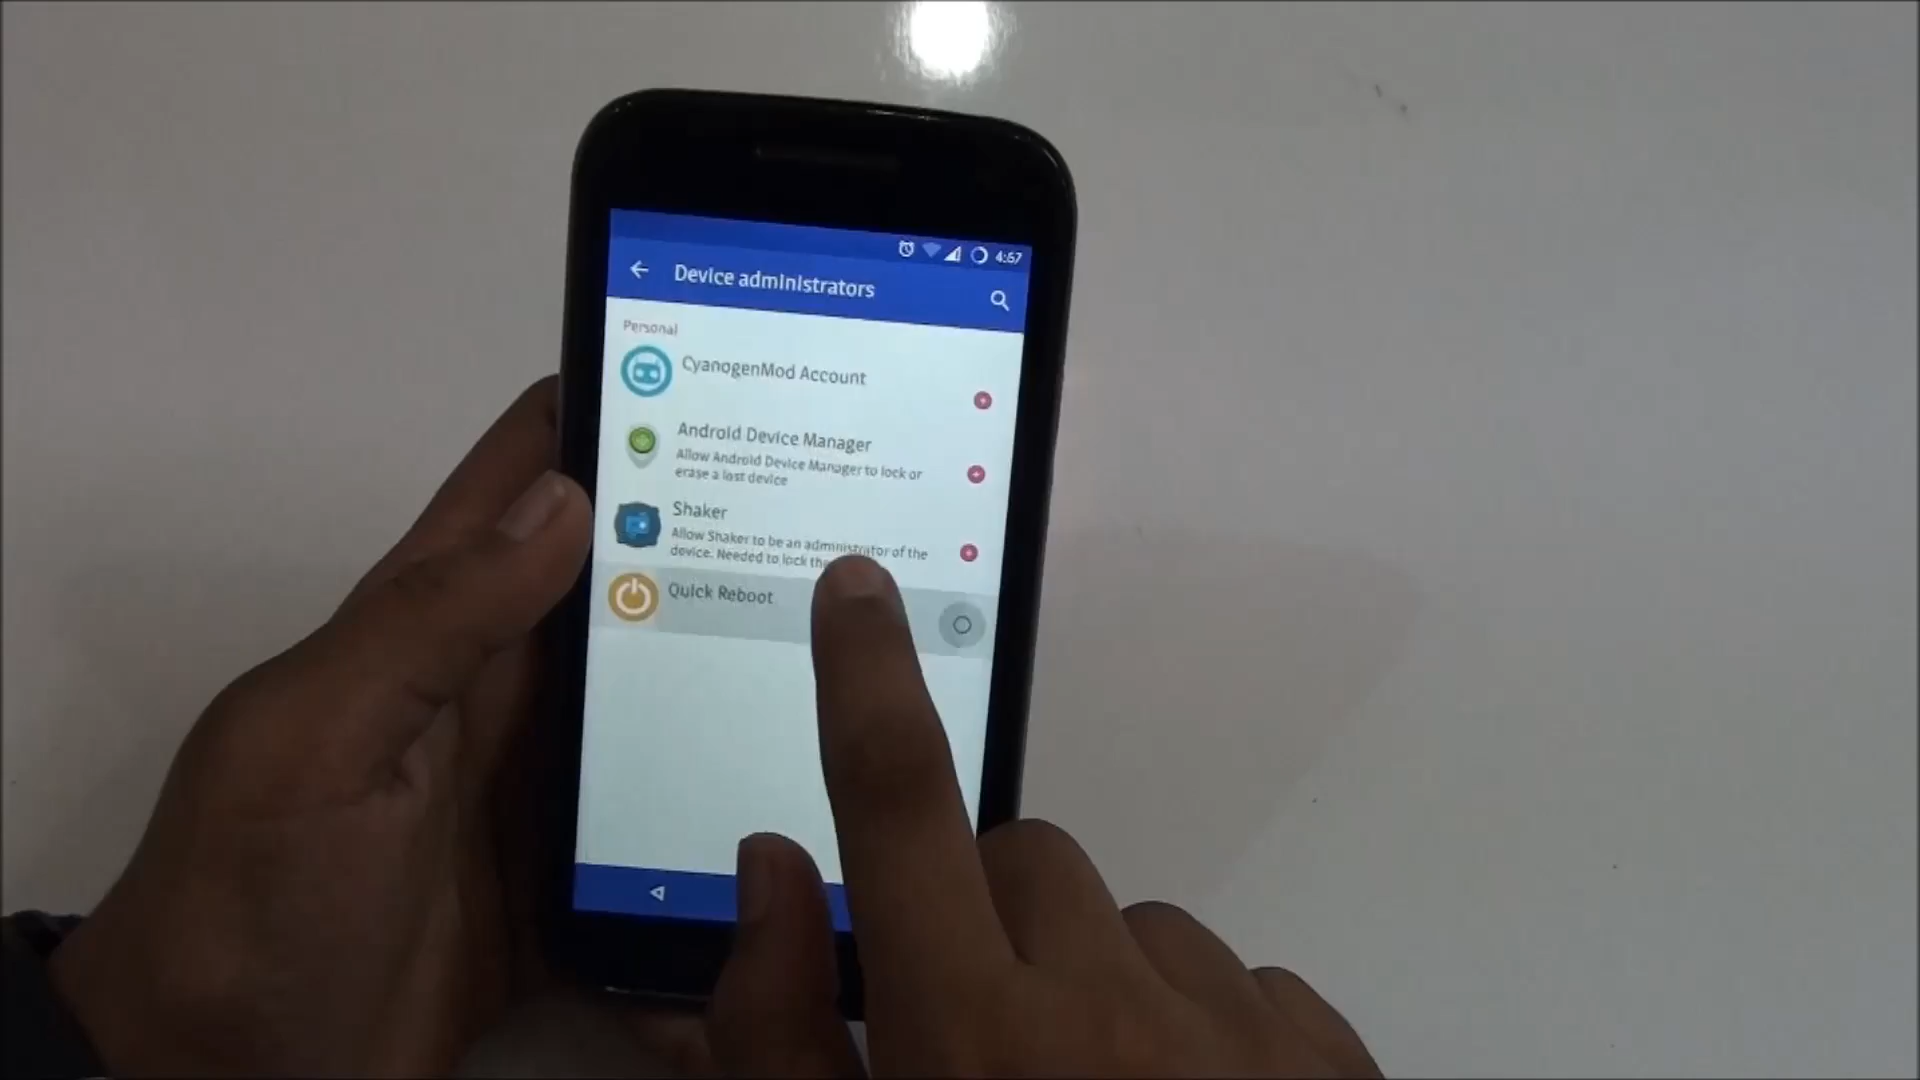 4:57
Device administrators
Personal
CyanogenMod Account
Android Device Manager
Allow Android Device Manager to lock or
erase a lost device
Shaker
Allow Shaker to be an administrator of the
device. Needed to lock the
Quick Reboot